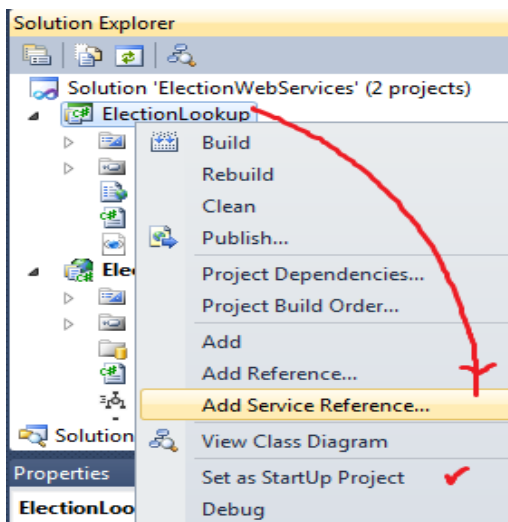 Solution Explorer
Solution 'ElectionWebServices' (2 projects)
ElectionLookup
Build
Rebuild
Clean
Publish...
Project Dependencies...
Project Build Order...
Add
Add Reference...
Add Service Reference...
Solution
View Class Diagram
Properties
Set as StartUp Project
ElectionLoo
Debug